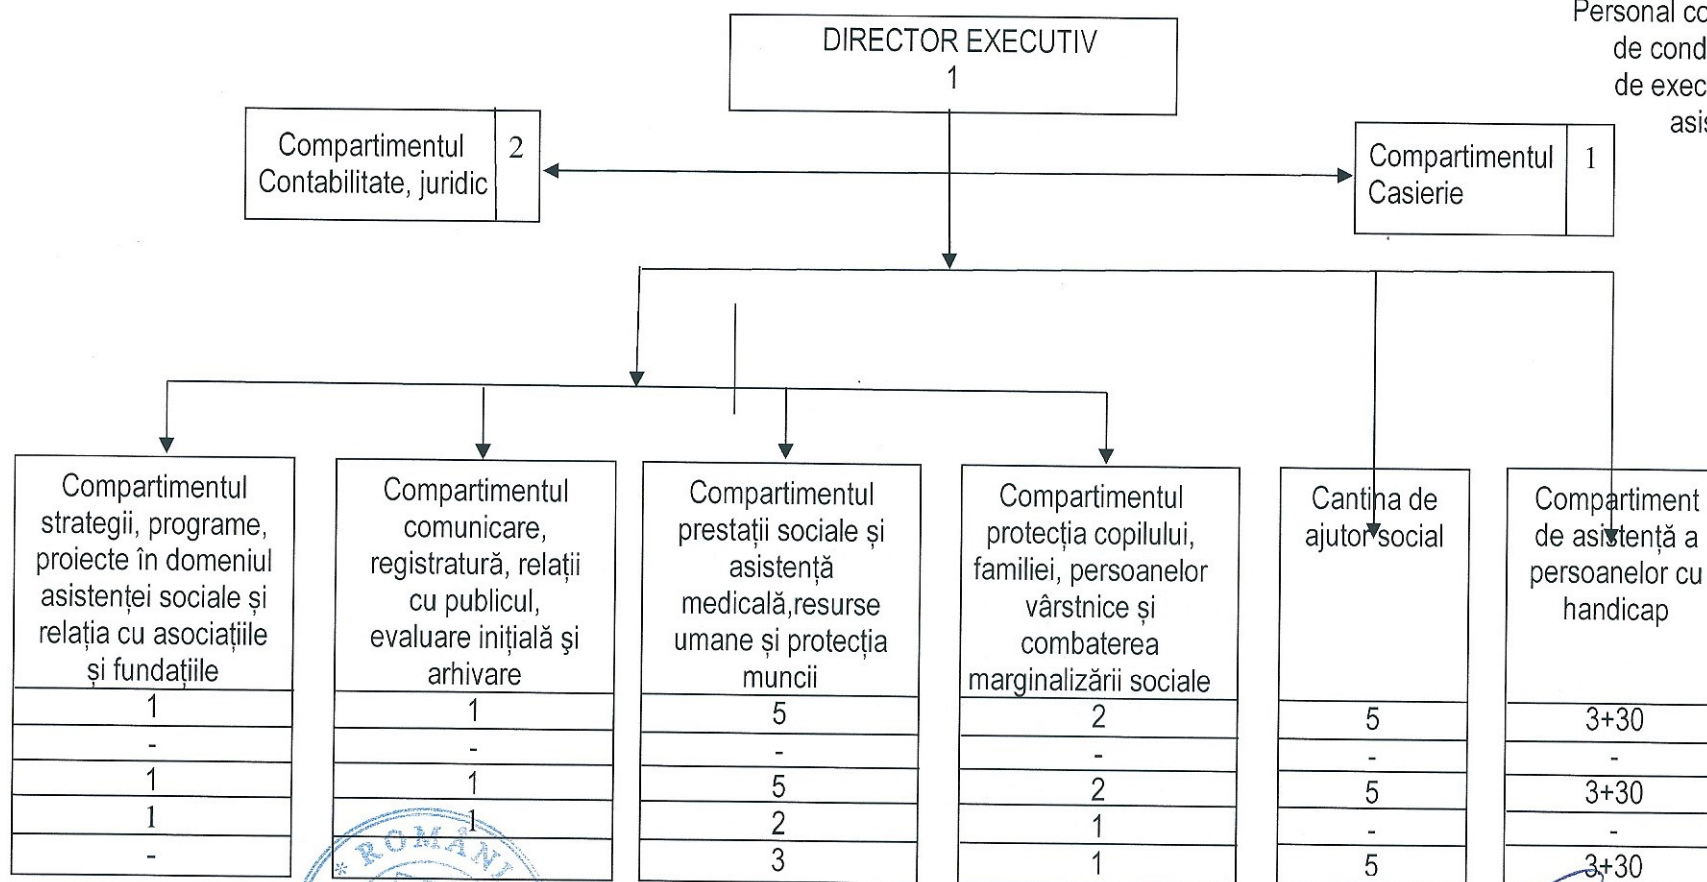 Personal co
de cond
de exec
asis
DIRECTOR EXECUTIV
1
Compartimentul
Contabilitate, juridic
2
Compartimentul
Casierie
1
Compartimentul
strategii, programe,
proiecte în domeniul
asistenței sociale și
relația cu asociațiile
și fundațiile
1
-
1
1
-
Compartimentul
comunicare,
registratură, relații
cu publicul,
evaluare inițială şi
arhivare
1
-
1
1
Compartimentul
prestații sociale și
asistență
medicală,resurse
umane și protecția
muncii
5
-
5
2
3
Compartimentul
protecția copilului,
familiei, persoanelor
vârstnice și
combaterea
marginalizării sociale
2
-
2
1
1
Cantina de
ajutor social
5
-
5
-
5
Compartiment
de asistență a
persoanelor cu
handicap
3+30
-
3+30
-
3+30
* ROMÂNI